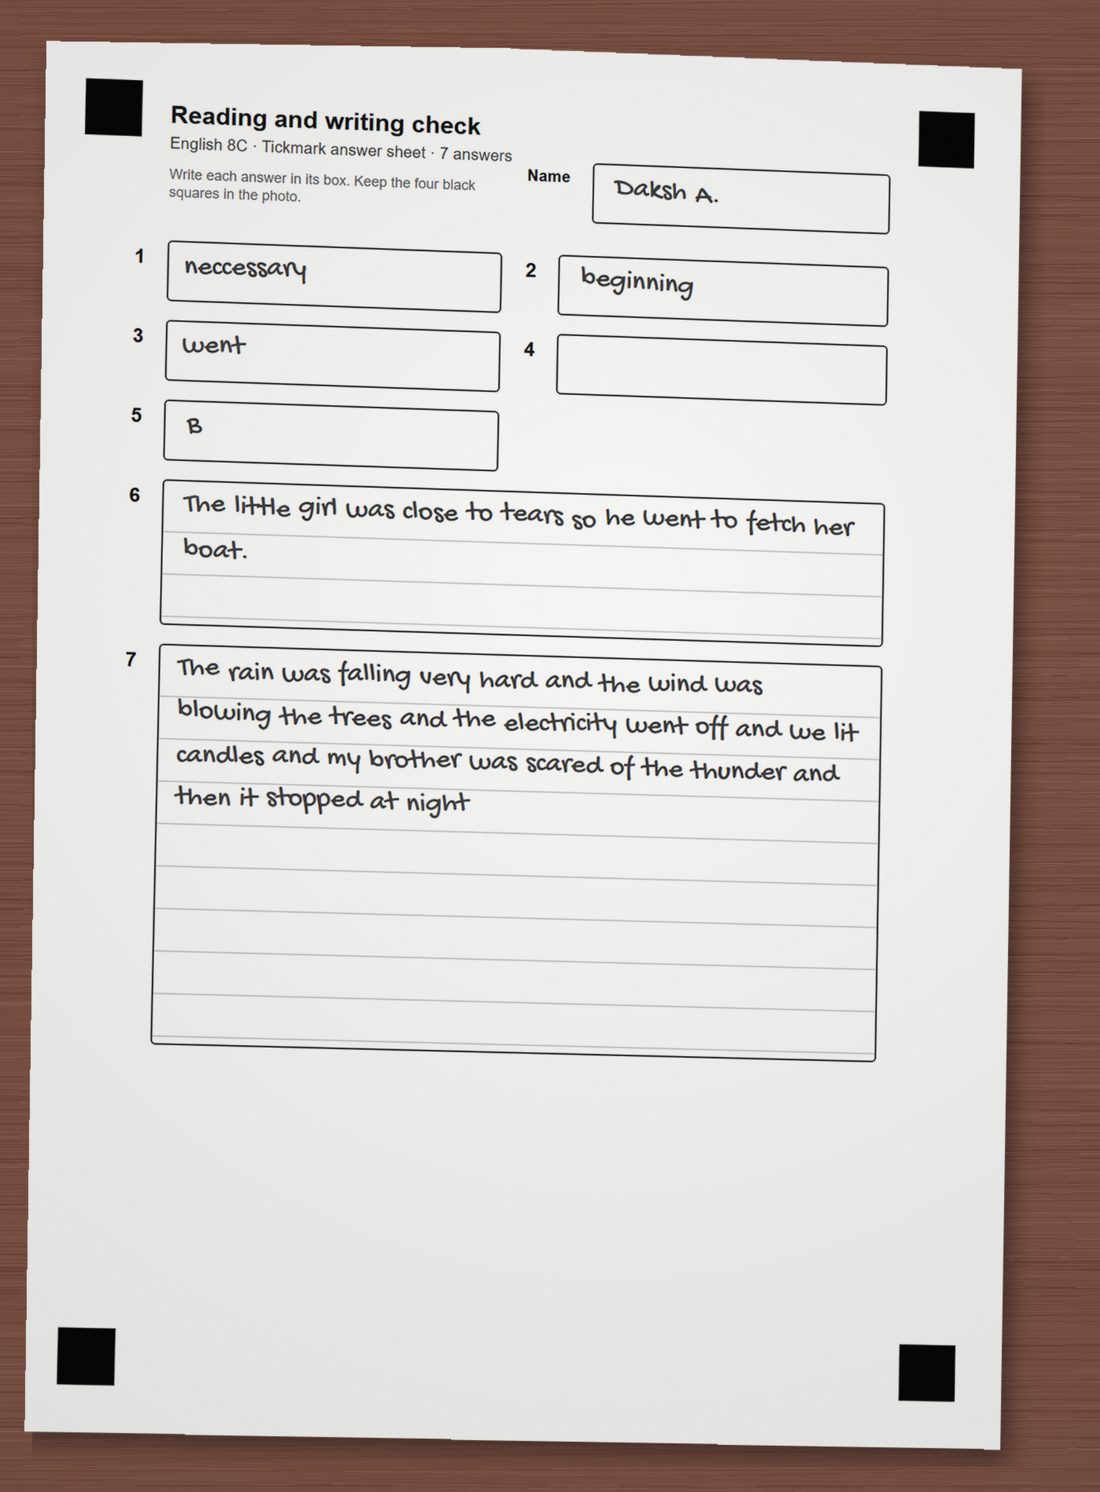 Reading and writing check
English 8C · Tickmark answer sheet · 7 answers
Write each answer in its box. Keep the four black
squares in the photo.
Name
Daksh A.
1
neccessary
2
beginning
3
went
4
5
B
6
The little girl was close to tears so he went to fetch her
boat.
7
The rain was falling very hard and the wind was
blowing the trees and the electricity went off and we lit
candles and my brother was scared of the thunder and
then it stopped at night